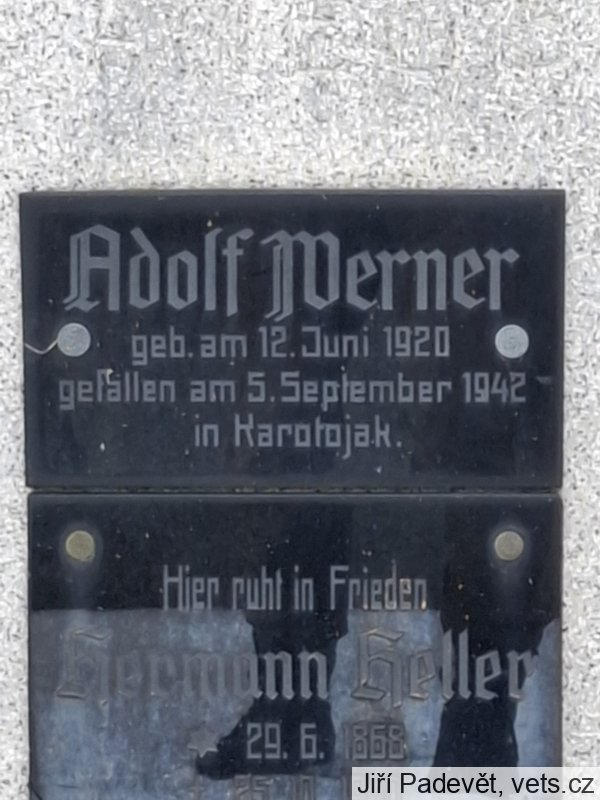 Adolf Werner
geb. am 12. Juni 1920
gefallen am 5. September 1942
in Karotojak.
Hier ruht in Frieden
Hermann Heller
29. 6. 1868
Jiří Padevět, vets.cz